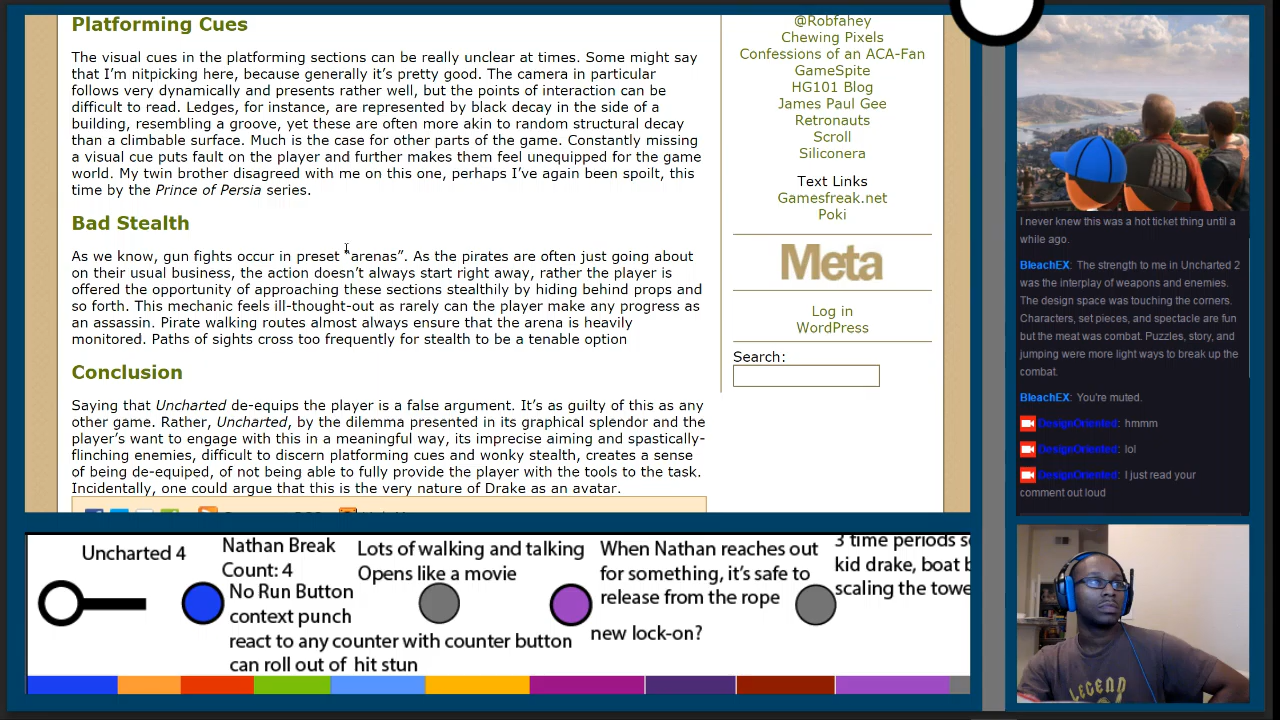 Platforming Cues
The visual cues in the platforming sections can be really unclear at times. Some might say
that I'm nitpicking here, because generally it's pretty good. The camera in particular
follows very dynamically and presents rather well, but the points of interaction can be
difficult to read. Ledges, for instance, are represented by black decay in the side of a
building, resembling a groove, yet these are often more akin to random structural decay
than a climbable surface. Much is the case for other parts of the game. Constantly missing
a visual cue puts fault on the player and further makes them feel unequipped for the game
world. My twin brother disagreed with me on this one, perhaps I've again been spoilt, this
time by the Prince of Persia series.
Bad Stealth
As we know, gun fights occur in preset "arenas". As the pirates are often just going about
on their usual business, the action doesn't always start right away, rather the player is
offered the opportunity of approaching these sections stealthily by hiding behind props and
so forth. This mechanic feels ill-thought-out as rarely can the player make any progress as
an assassin. Pirate walking routes almost always ensure that the arena is heavily
monitored. Paths of sights cross too frequently for stealth to be a tenable option
Conclusion
Saying that Uncharted de-equips the player is a false argument. It's as guilty of this as any
other game. Rather, Uncharted, by the dilemma presented in its graphical splendor and the
player's want to engage with this in a meaningful way, its imprecise aiming and spastically-
flinching enemies, difficult to discern platforming cues and wonky stealth, creates a sense
of being de-equiped, of not being able to fully provide the player with the tools to the task.
Incidentally, one could argue that this is the very nature of Drake as an avatar.
@Robfahey
Chewing Pixels
Confessions of an ACA-Fan
GameSpite
HG101 Blog
James Paul Gee
Retronauts
Scroll
Siliconera
Text Links
Gamesfreak.net
Poki
Meta
Log in
WordPress
Search:
I never knew this was a hot ticket thing until a
while ago.
BleachEX: The strength to me in Uncharted 2
was the interplay of weapons and enemies.
The design space was touching the corners.
Characters, set pieces, and spectacle are fun
but the meat was combat. Puzzles, story, and
jumping were more light ways to break up the
combat.
BleachEX: You're muted.
DesignOriented: hmmm
DesignOriented: lol
DesignOriented: I just read your
comment out loud
Uncharted 4
Nathan Break
Count: 4
No Run Button
context punch
react to any counter with counter button
can roll out of hit stun
Lots of walking and talking
Opens like a movie
When Nathan reaches out
for something, it's safe to
release from the rope
new lock-on?
3 time periods
kid drake, boat
scaling the
LEGEND